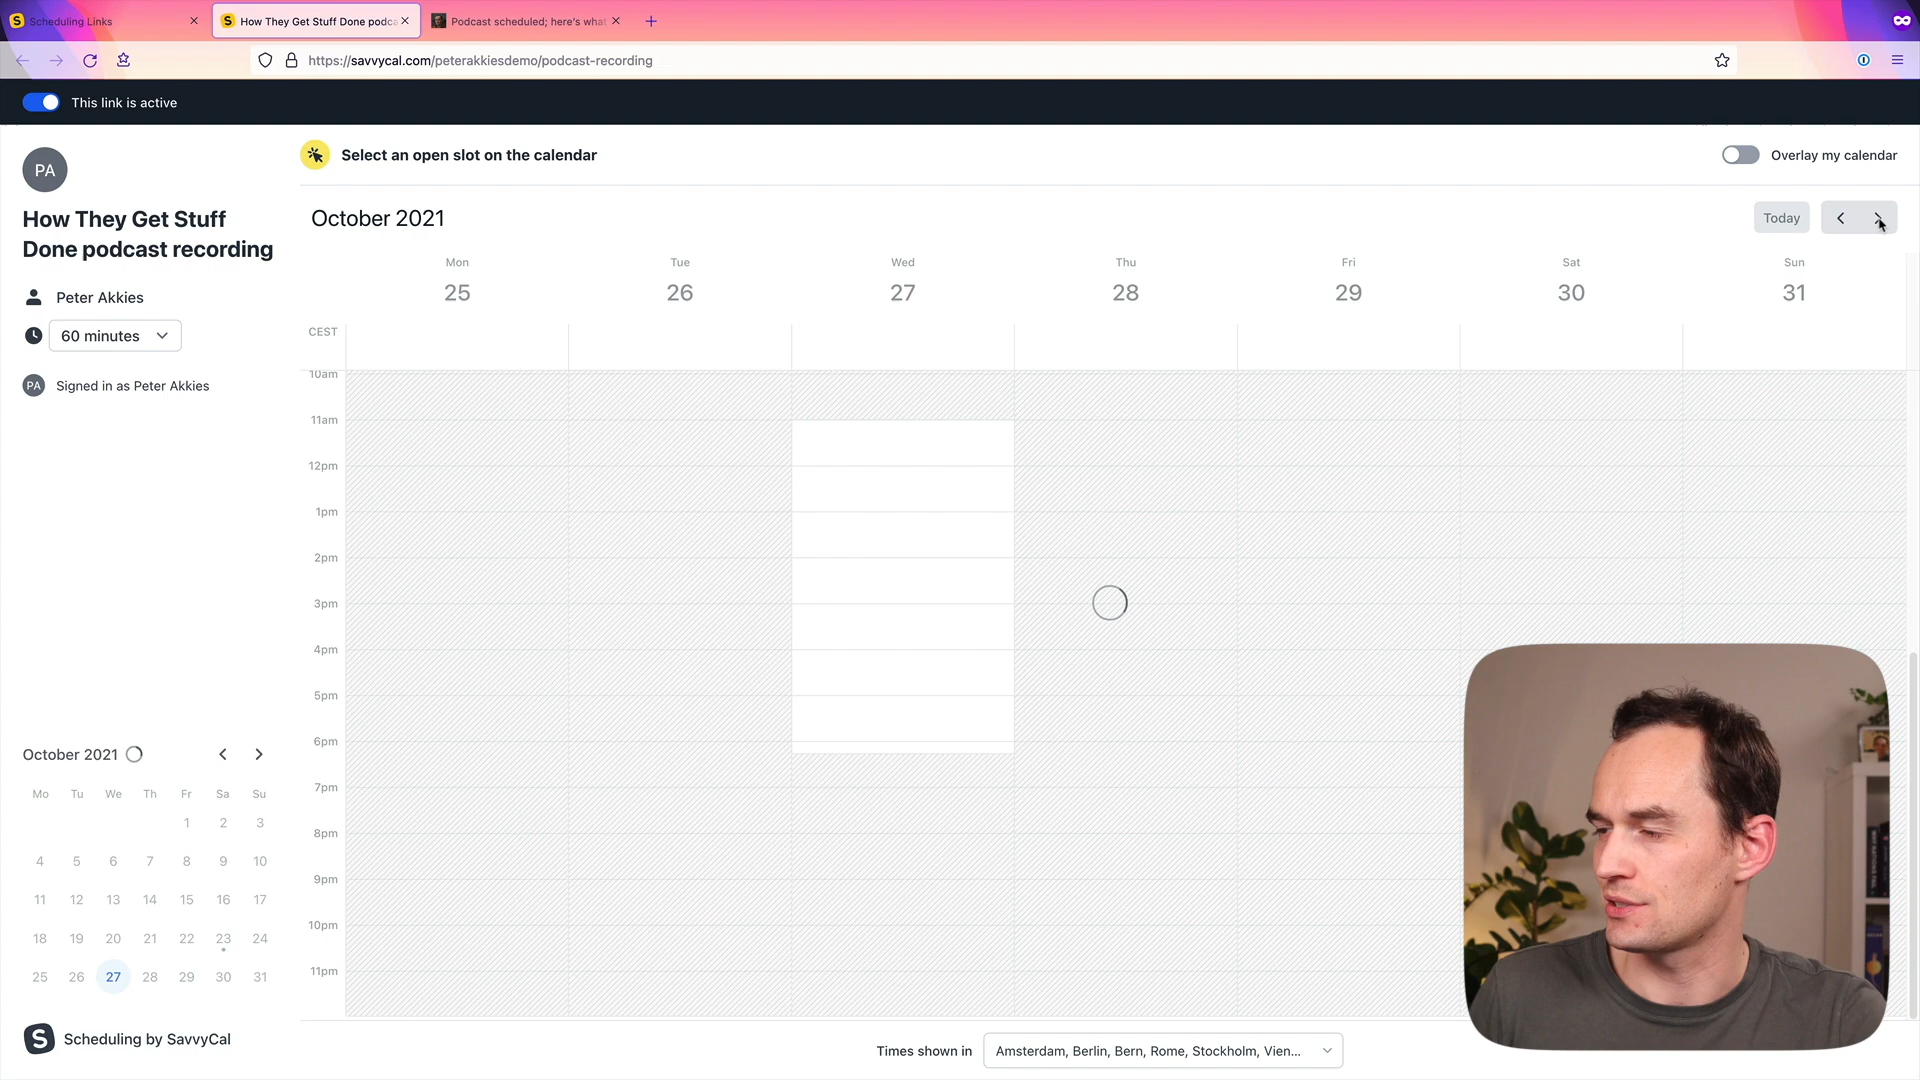 Scheduling Links
How They Get Stuff Done podca
Podcast scheduled; here's what
https://savvycal.com/peterakkiesdemo/podcast-recording
This link is active
PA
How They Get Stuff
Done podcast recording
Peter Akkies
60 minutes
PA Signed in as Peter Akkies
Select an open slot on the calendar
Overlay my calendar
October 2021
Today
Mon Tue Wed Thu Fri Sat Sun
25 26 27 28 29 30 31
CEST
10am
11am
12pm
1pm
2pm
3pm
4pm
5pm
6pm
7pm
8pm
9pm
10pm
11pm
October 2021
Mo Tu We Th Fr Sa Su
1 2 3
4 5 6 7 8 9 10
11 12 13 14 15 16 17
18 19 20 21 22 23 24
25 26 27 28 29 30 31
S Scheduling by SavvyCal
Times shown in
Amsterdam, Berlin, Bern, Rome, Stockholm, Vien...